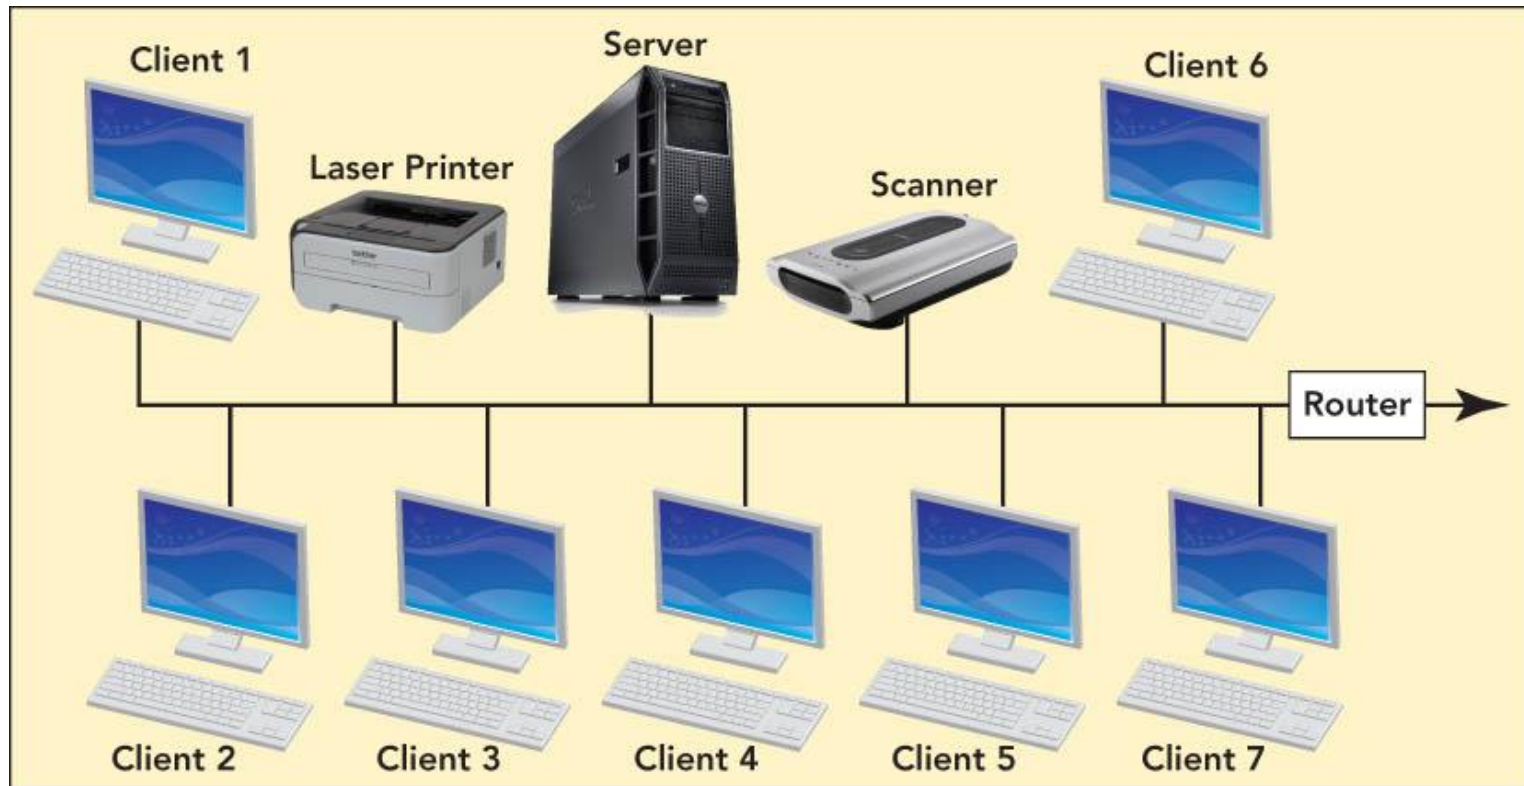 Client 1
Server
Client 6
Laser Printer
Scanner
brother
Router
Client 2
Client 3
Client 4
Client 5
Client 7